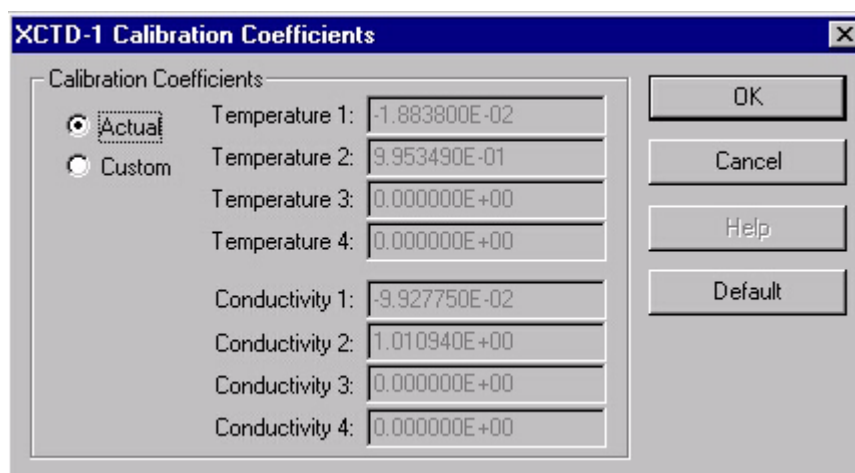 XCTD-1 Calibration Coefficients
Calibration Coefficients
Actual
Custom
Temperature 1: -1.883800E-02
Temperature 2: 9.953490E-01
Temperature 3: 0.000000E+00
Temperature 4: 0.000000E+00
Conductivity 1: -9.927750E-02
Conductivity 2: 1.010940E+00
Conductivity 3: 0.000000E+00
Conductivity 4: 0.000000E+00
OK
Cancel
Help
Default